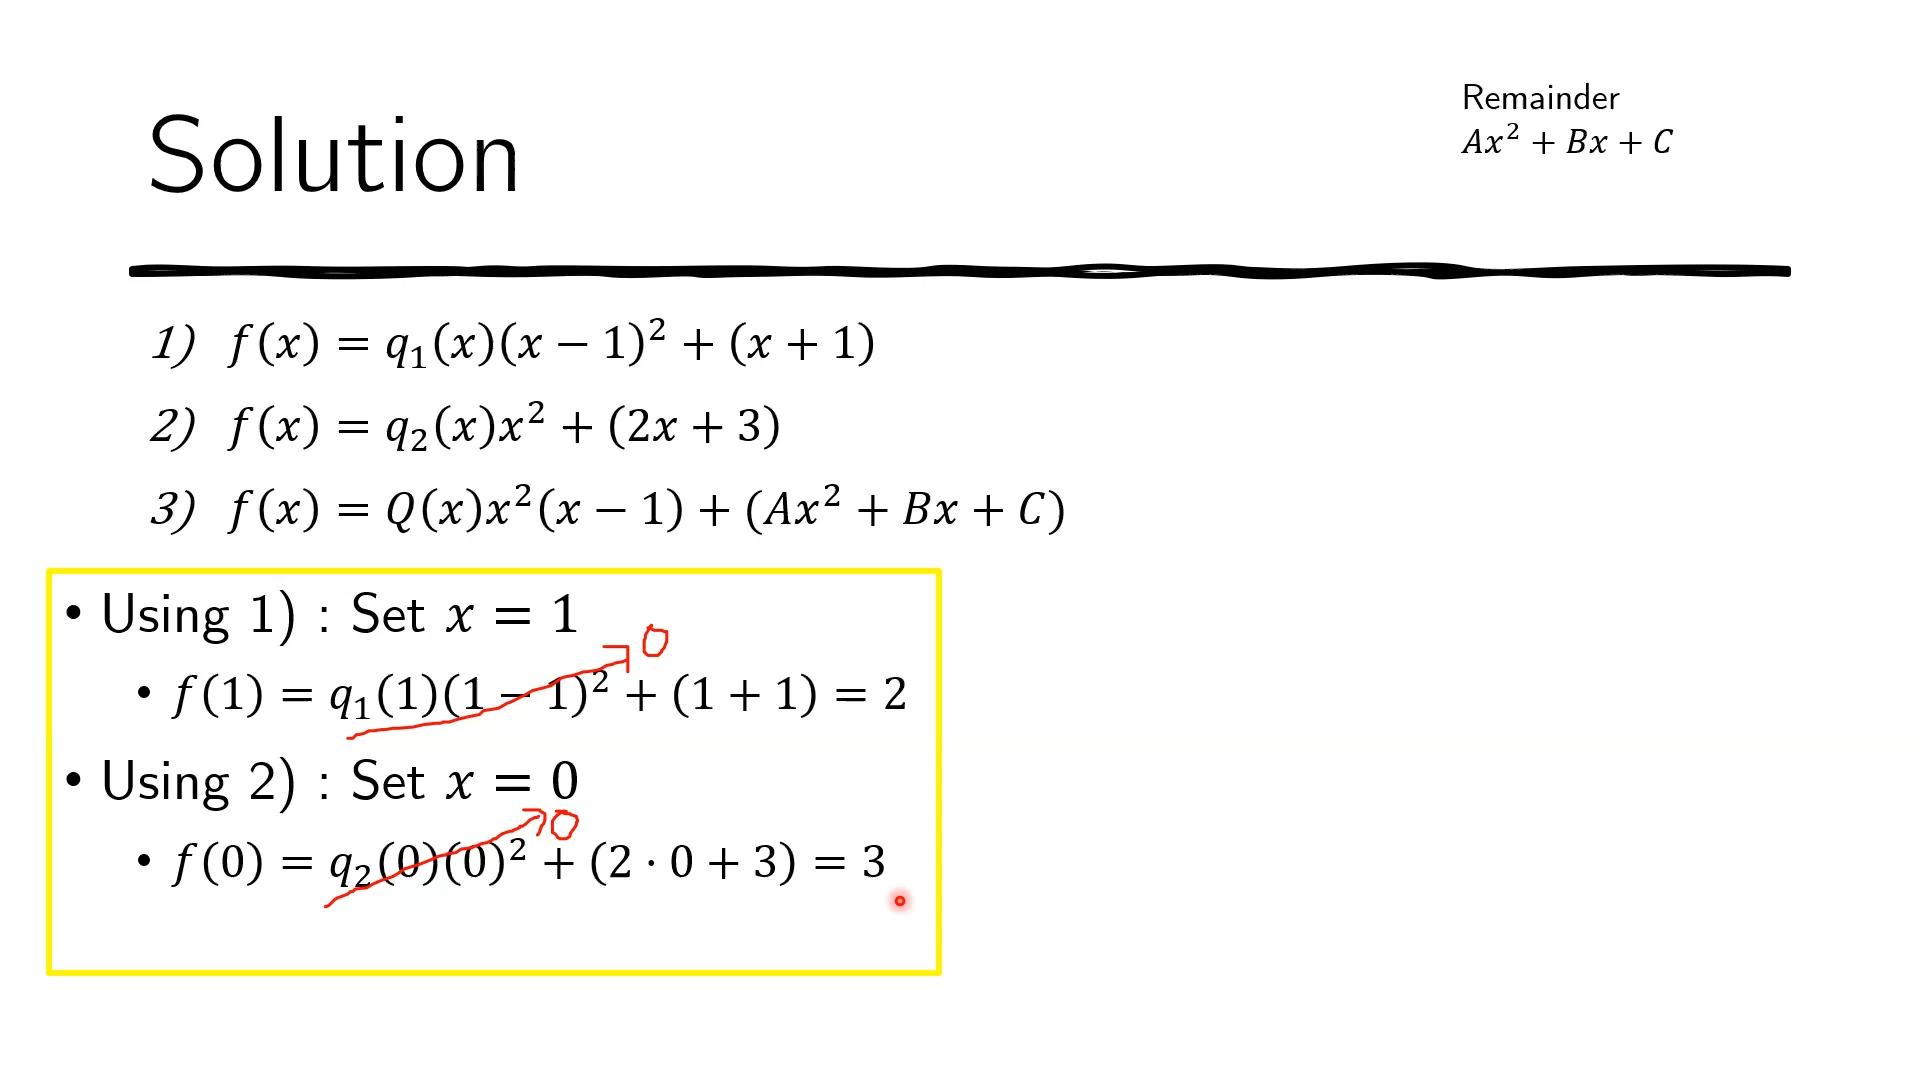 Remainder
Ax² + Bx + C
Solution
1) f(x) = q₁(x)(x − 1)² + (x + 1)
2) f(x) = q₂(x)x² + (2x + 3)
3) f(x) = Q(x)x²(x − 1) + (Ax² + Bx + C)
• Using 1) : Set x = 1
0
• f(1) = q₁(1)(1 − 1)² + (1 + 1) = 2
• Using 2) : Set x = 0
0
• f(0) = q₂(0)(0)² + (2 · 0 + 3) = 3